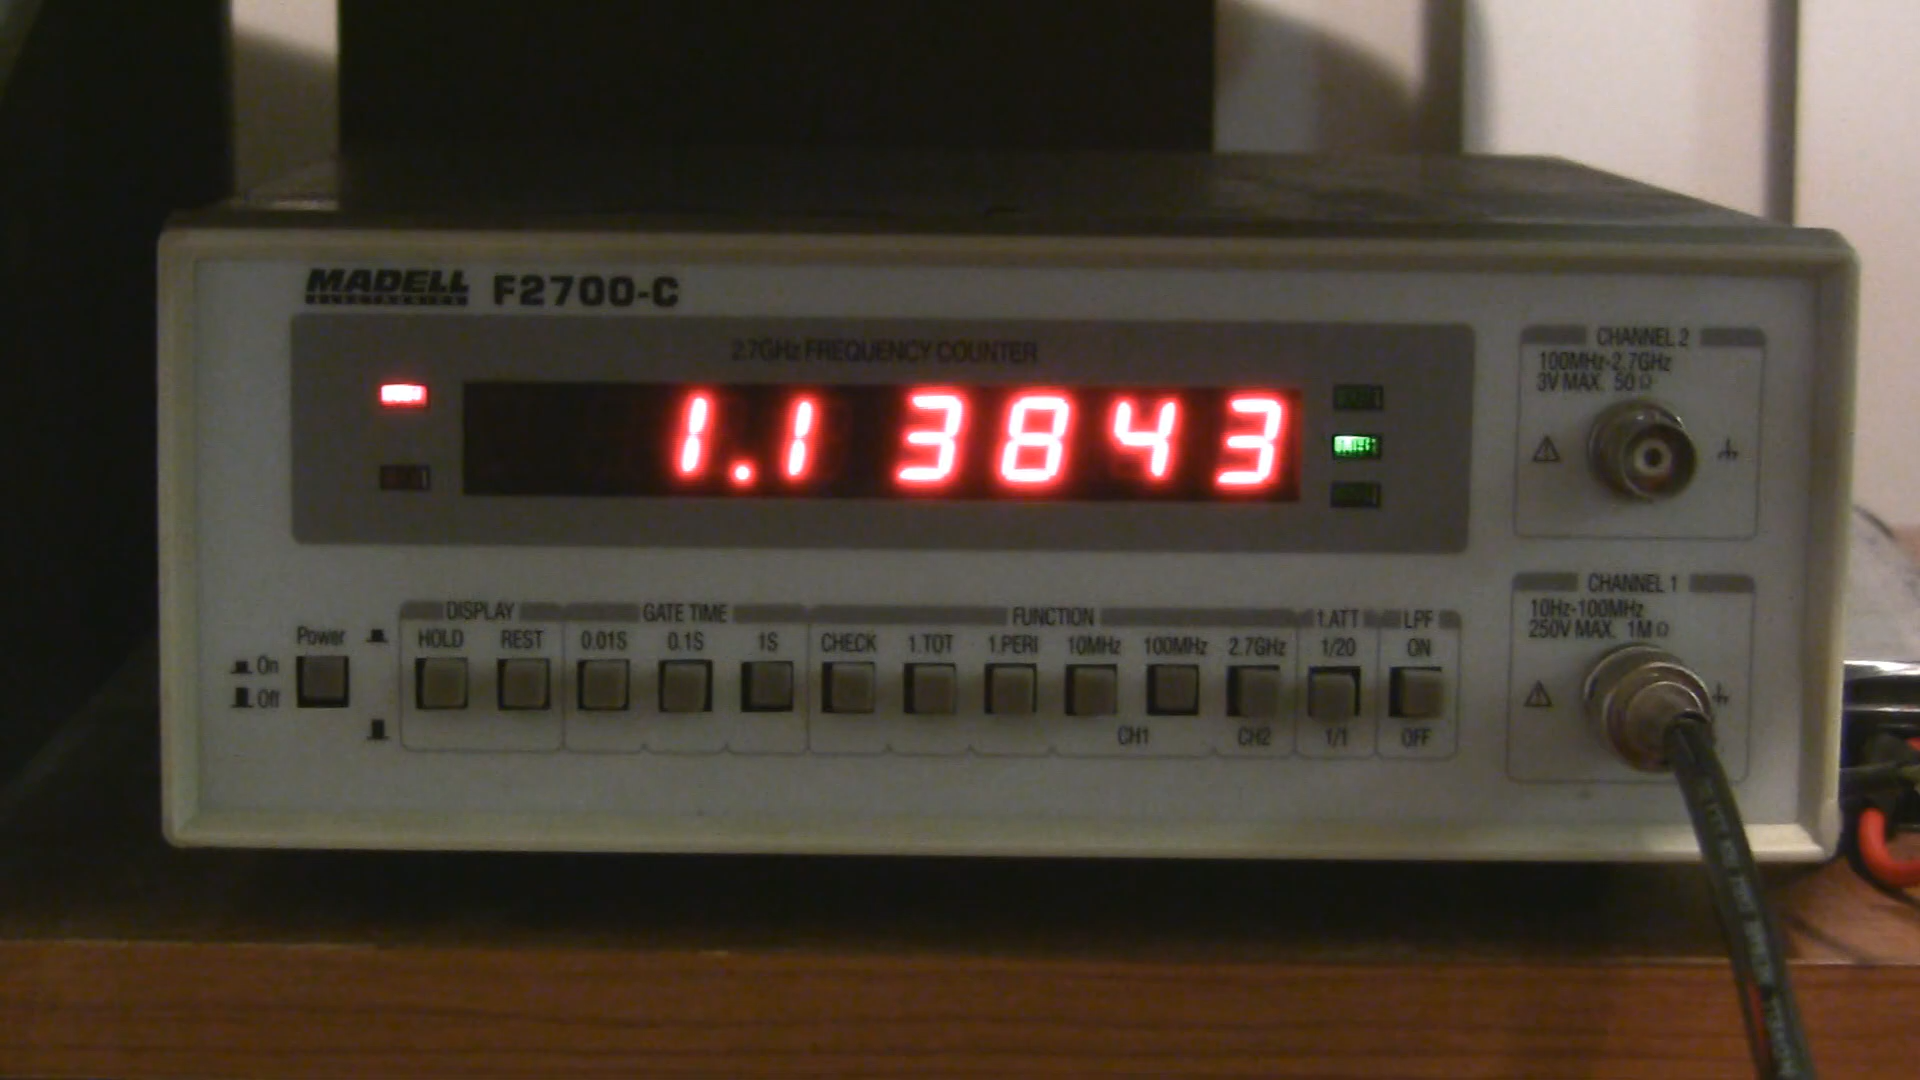 MADELL F2700-C
ELECTRONICS
2.7GHz FREQUENCY COUNTER
1.13843
CHANNEL 2
100MHz-2.7GHz
3V MAX. 50Ω
CHANNEL 1
10Hz-100MHz
250V MAX. 1MΩ
DISPLAY GATE TIME FUNCTION 1.ATT LPF
Power HOLD REST 0.01S 0.1S 1S CHECK 1.TOT 1.PERI 10MHz 100MHz 2.7GHz 1/20 ON
On
Off
CH1 CH2 1/1 OFF